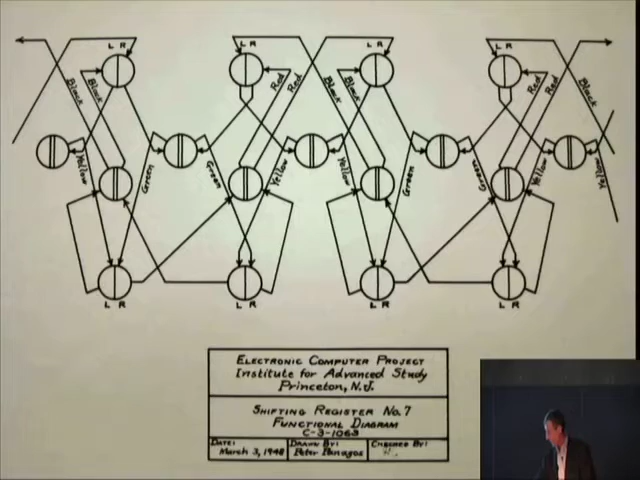 L R
L R
L R
L R
Black
Black
Red
Red
Black
Black
Red
Red
Black
Yellow
Green
Green
Yellow
Yellow
Green
Green
Yellow
Yellow
L R
L R
L R
L R
Electronic Computer Project
Institute for Advanced Study
Princeton, N.J.
Shifting Register No. 7
Functional Diagram
C-3-1063
Date: Drawn By: Checked By:
March 3, 1948 Peter Panagos